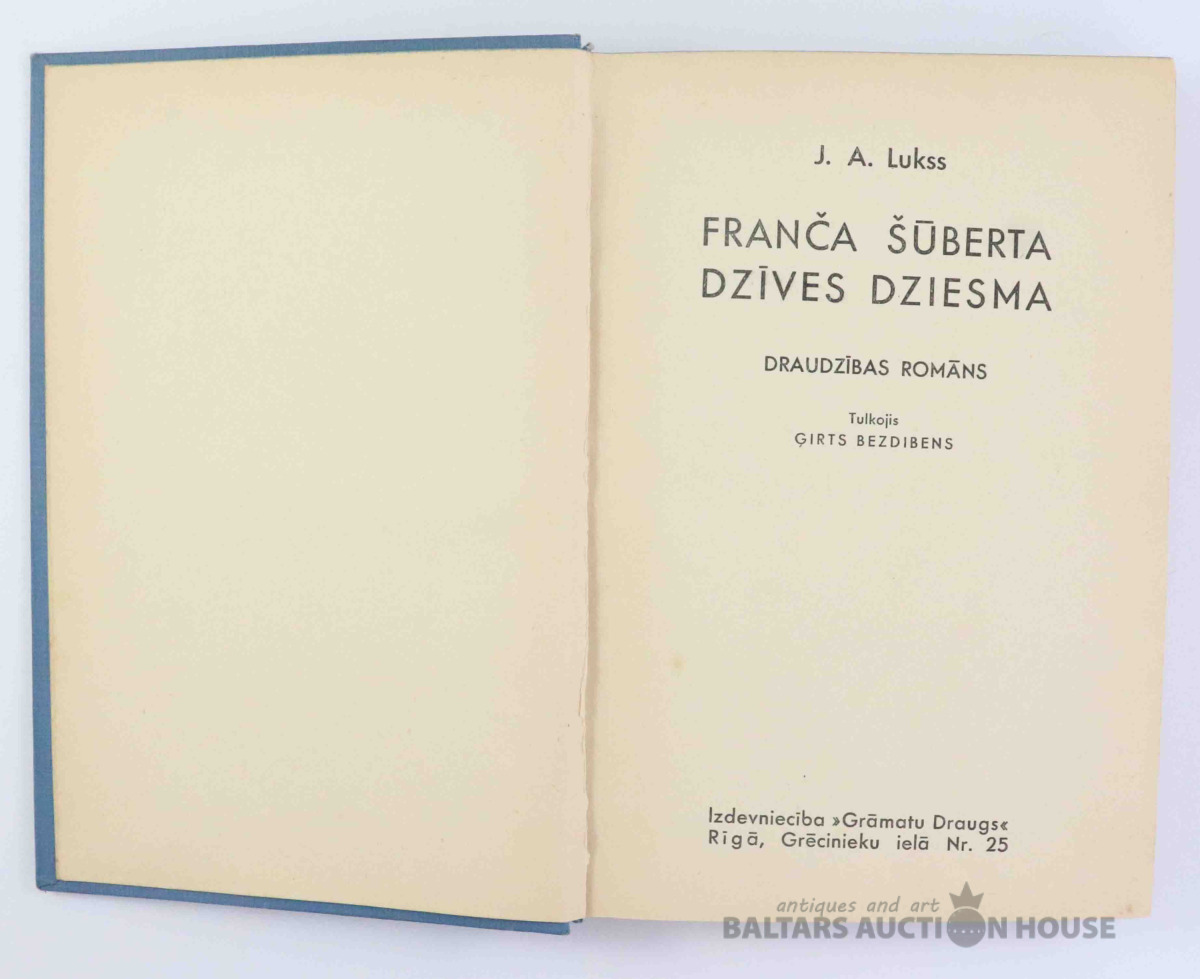 J. A. Lukss
FRANČA ŠŪBERTA
DZĪVES DZIESMA
DRAUDZĪBAS ROMĀNS
Tulkojis
ĢIRTS BEZDIBENS
Izdevniecība »Grāmatu Draugs«
Rīgā, Grēcinieku ielā Nr. 25
antiques and art
BALTARS AUCTION HOUSE